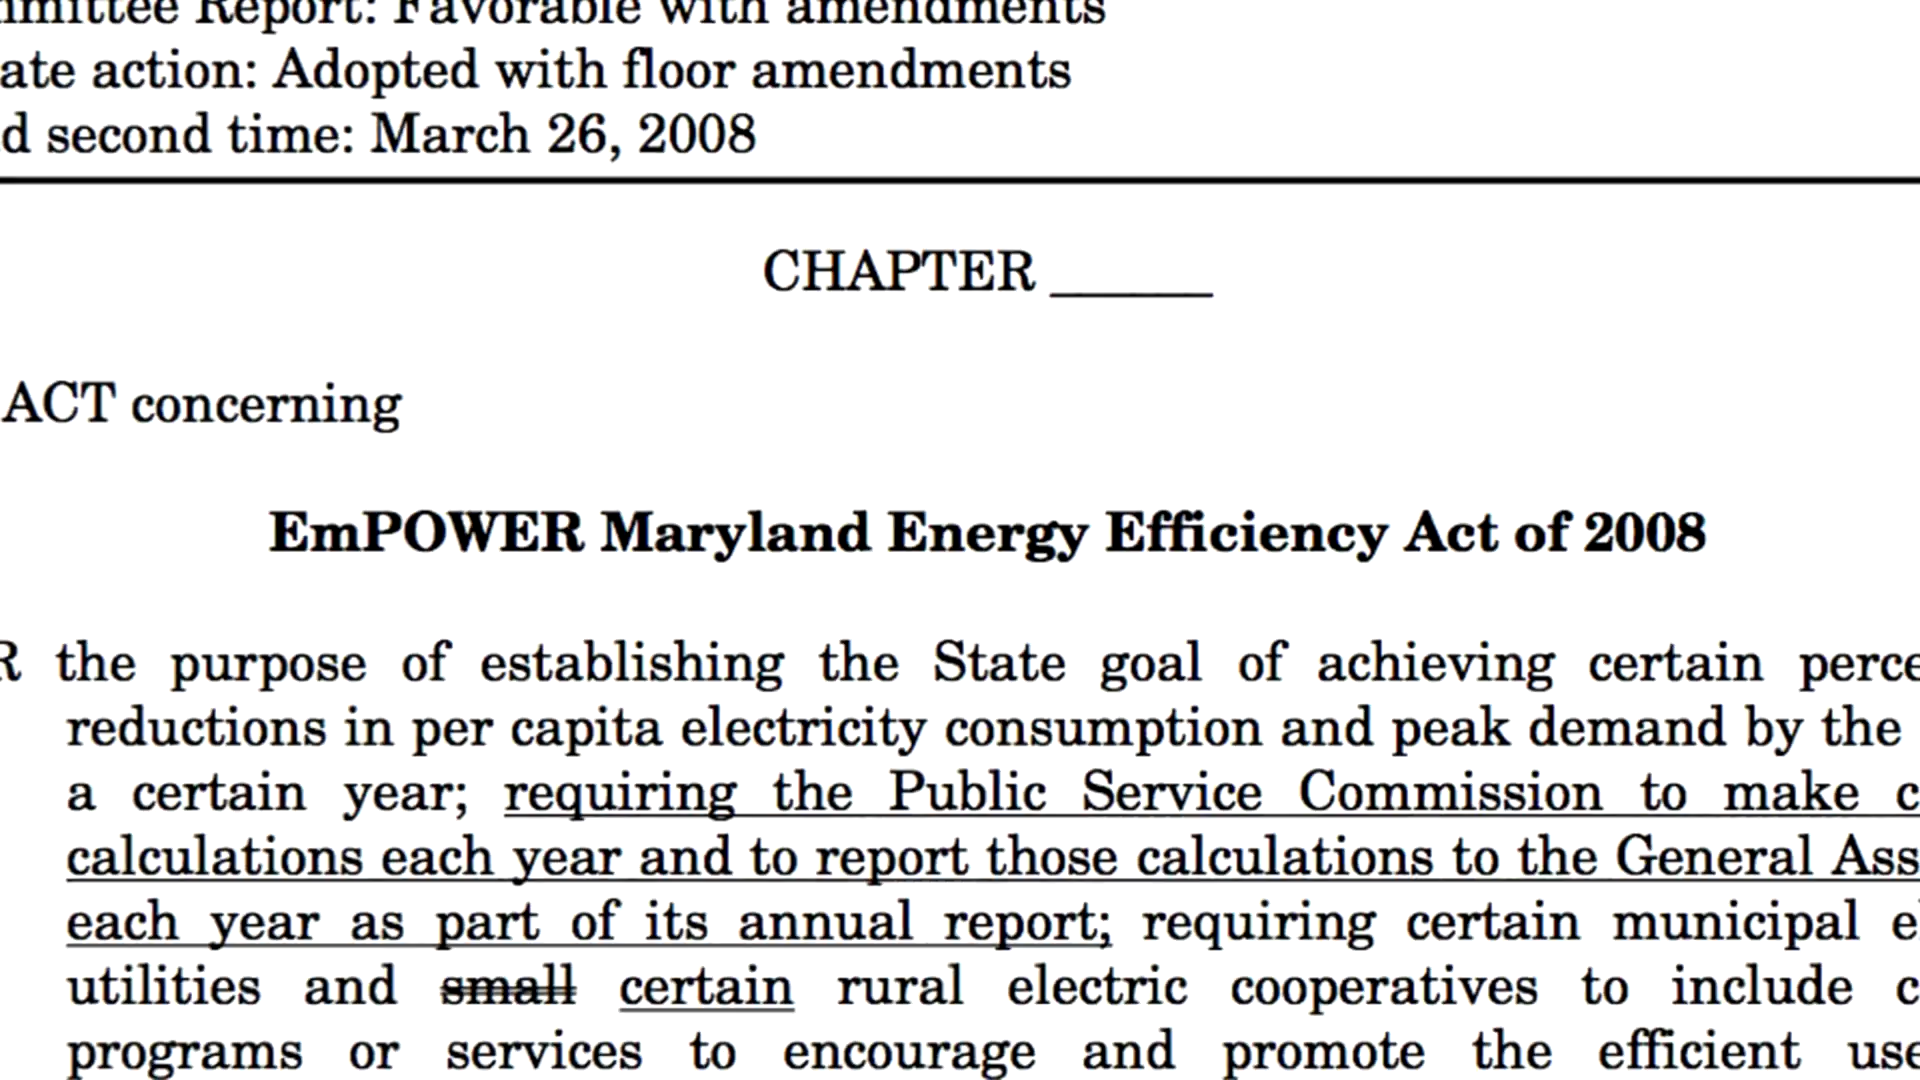 mmittee Report: Favorable with amendments
ate action: Adopted with floor amendments
d second time: March 26, 2008
CHAPTER ______
ACT concerning
EmPOWER Maryland Energy Efficiency Act of 2008
R the purpose of establishing the State goal of achieving certain perce
reductions in per capita electricity consumption and peak demand by the
a certain year; requiring the Public Service Commission to make c
calculations each year and to report those calculations to the General Ass
each year as part of its annual report; requiring certain municipal el
utilities and small certain rural electric cooperatives to include c
programs or services to encourage and promote the efficient use